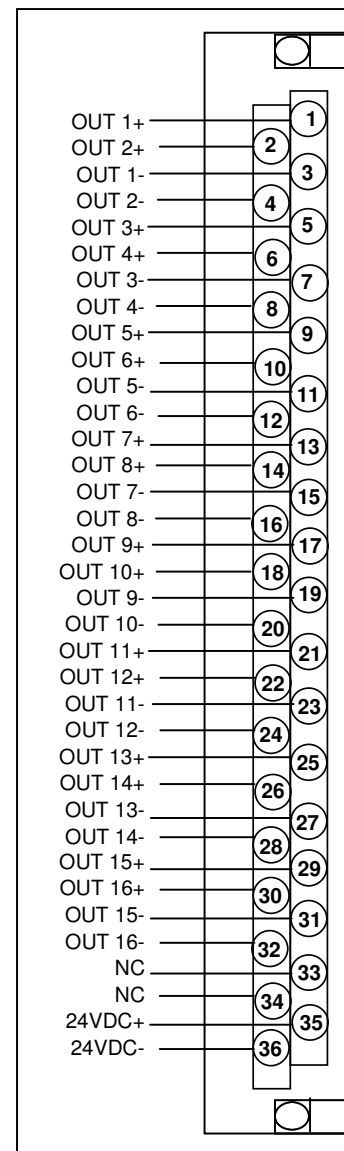 OUT 1+ 1
OUT 2+ 2
OUT 1- 3
OUT 2- 4
OUT 3+ 5
OUT 4+ 6
OUT 3- 7
OUT 4- 8
OUT 5+ 9
OUT 6+ 10
OUT 5- 11
OUT 6- 12
OUT 7+ 13
OUT 8+ 14
OUT 7- 15
OUT 8- 16
OUT 9+ 17
OUT 10+ 18
OUT 9- 19
OUT 10- 20
OUT 11+ 21
OUT 12+ 22
OUT 11- 23
OUT 12- 24
OUT 13+ 25
OUT 14+ 26
OUT 13- 27
OUT 14- 28
OUT 15+ 29
OUT 16+ 30
OUT 15- 31
OUT 16- 32
NC 33
NC 34
24VDC+ 35
24VDC- 36